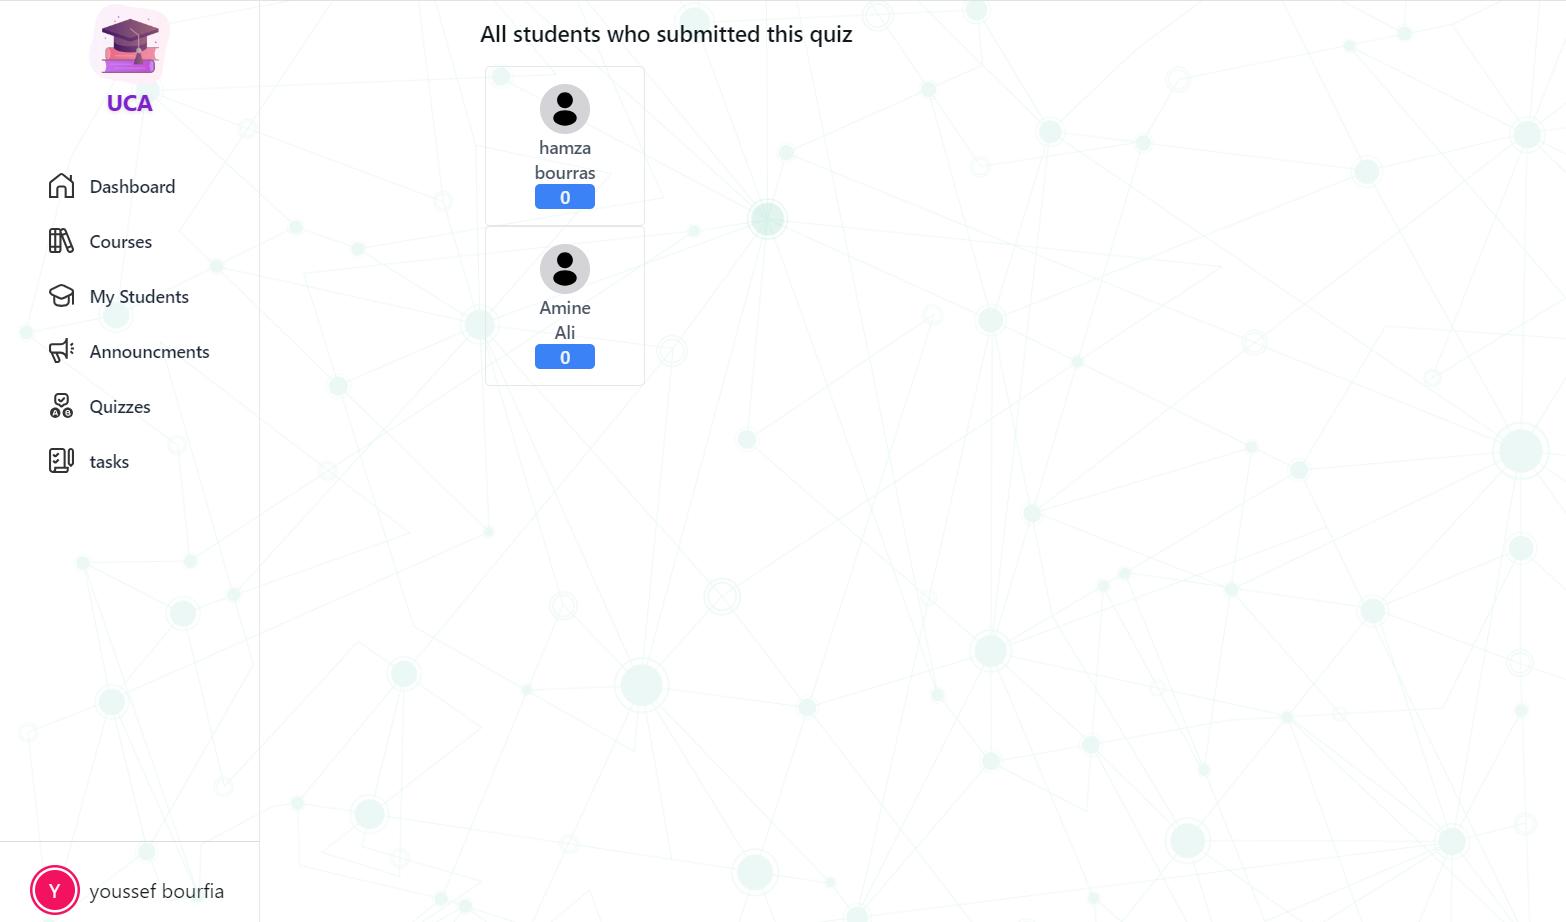 UCA
Dashboard
Courses
My Students
Announcments
Quizzes
tasks
Y
youssef bourfia
All students who submitted this quiz
hamza
bourras
0
Amine
Ali
0